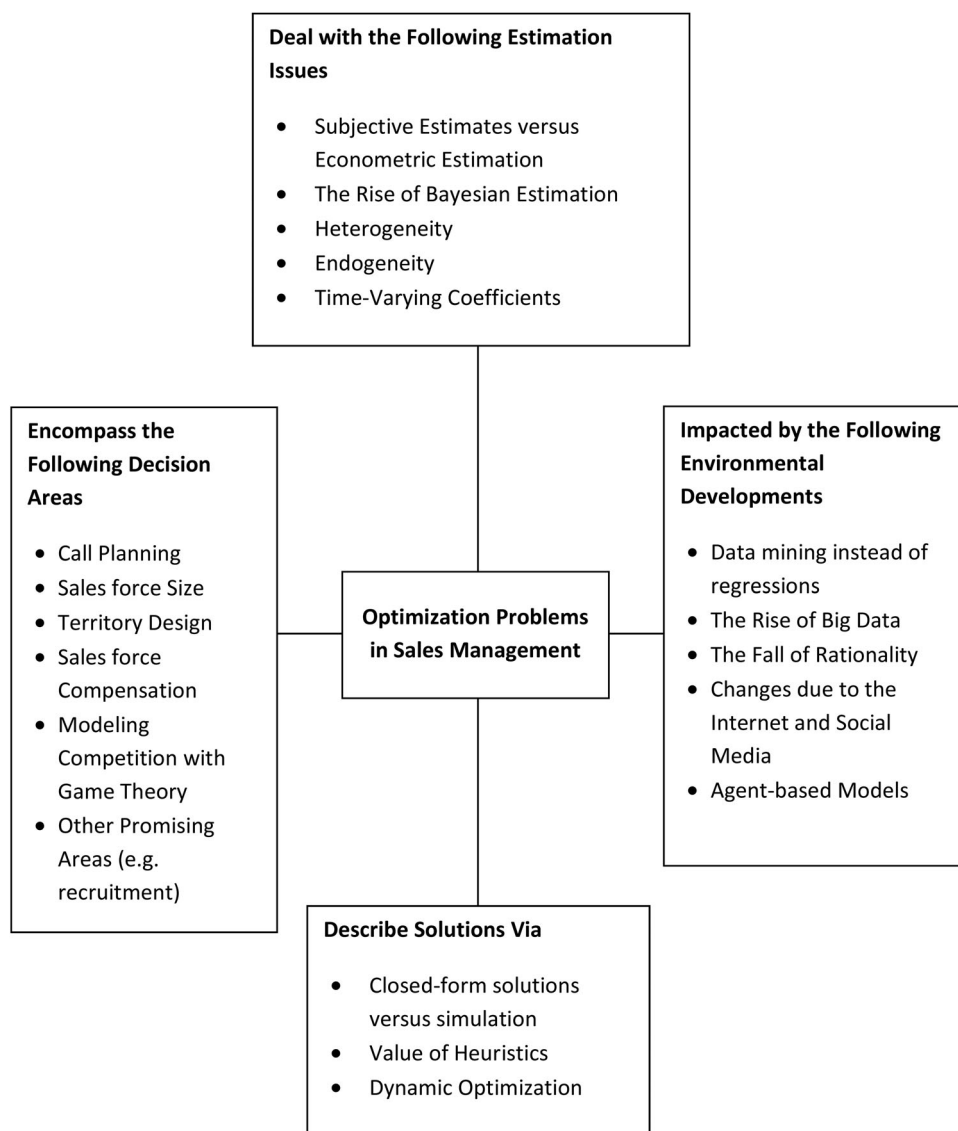 Deal with the Following Estimation
Issues
• Subjective Estimates versus
Econometric Estimation
• The Rise of Bayesian Estimation
• Heterogeneity
• Endogeneity
• Time-Varying Coefficients
Encompass the
Following Decision
Areas
• Call Planning
• Sales force Size
• Territory Design
• Sales force
Compensation
• Modeling
Competition with
Game Theory
• Other Promising
Areas (e.g.
recruitment)
Optimization Problems
in Sales Management
Impacted by the Following
Environmental
Developments
• Data mining instead of
regressions
• The Rise of Big Data
• The Fall of Rationality
• Changes due to the
Internet and Social
Media
• Agent-based Models
Describe Solutions Via
• Closed-form solutions
versus simulation
• Value of Heuristics
• Dynamic Optimization